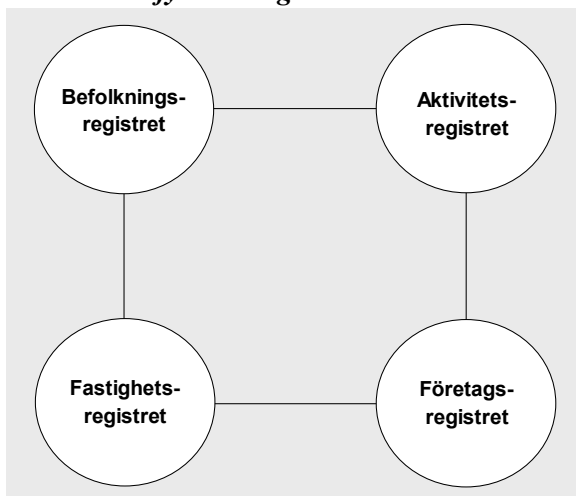 Befolknings-
registret
Aktivitets-
registret
Fastighets-
registret
Företags-
registret